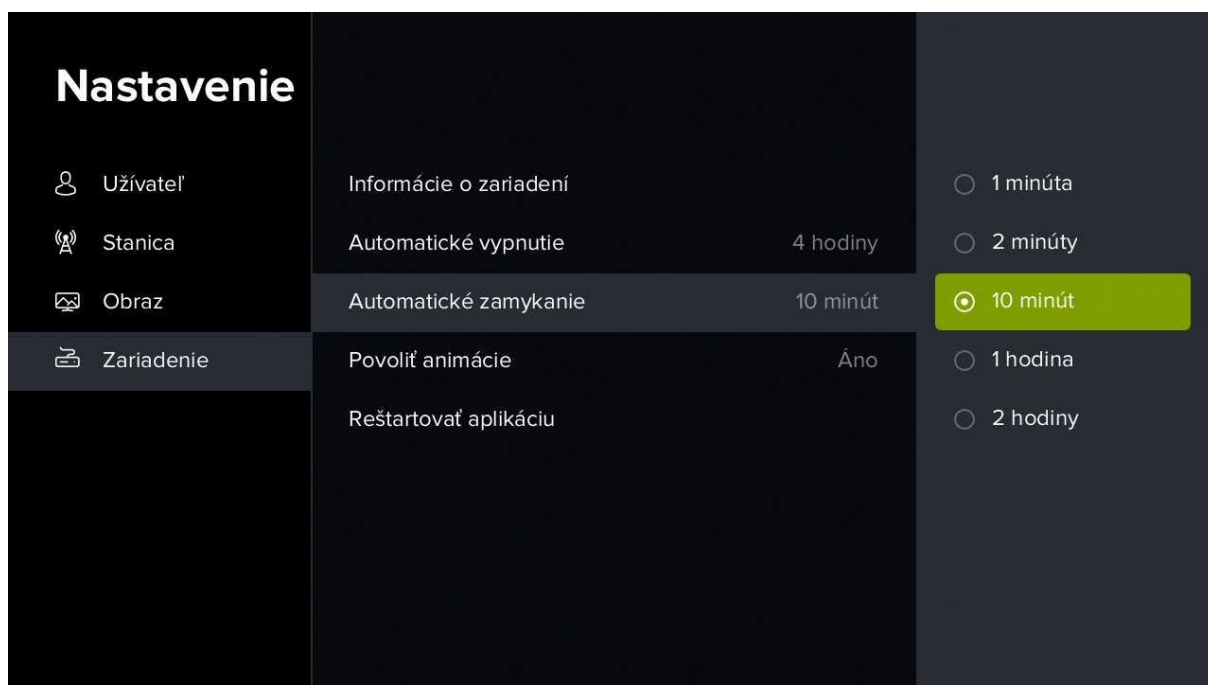 Nastavenie
Užívateľ
Stanica
Obraz
Zariadenie
Informácie o zariadení
Automatické vypnutie 4 hodiny
Automatické zamykanie 10 minút
Povoliť animácie Áno
Reštartovať aplikáciu
1 minúta
2 minúty
10 minút
1 hodina
2 hodiny